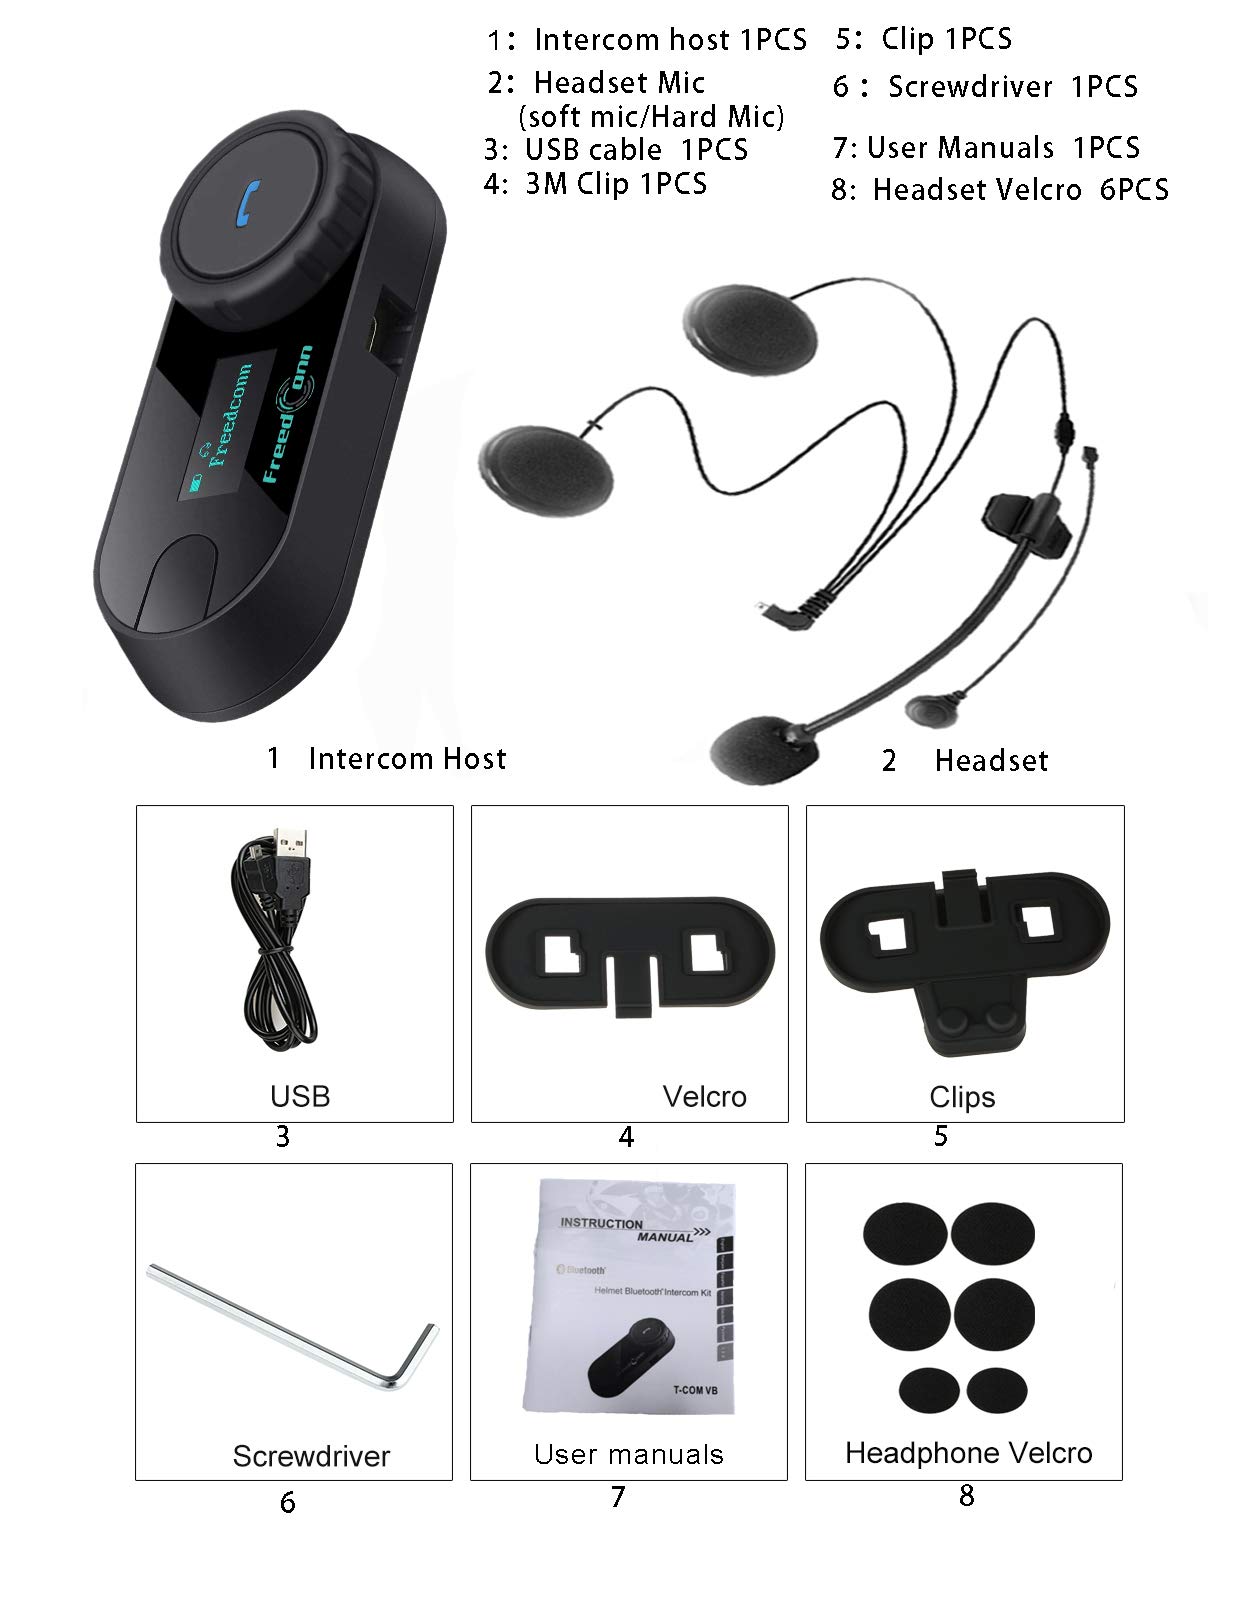 1: Intercom host 1PCS
2: Headset Mic
(soft mic/Hard Mic)
3: USB cable 1PCS
4: 3M Clip 1PCS
5: Clip 1PCS
6: Screwdriver 1PCS
7: User Manuals 1PCS
8: Headset Velcro 6PCS
Freedconn
FreedConn
1 Intercom Host
2 Headset
USB
3
Velcro
4
Clips
5
Screwdriver
6
INSTRUCTION
MANUAL
Bluetooth
Helmet Bluetooth Intercom Kit
T-COM VB
User manuals
7
Headphone Velcro
8